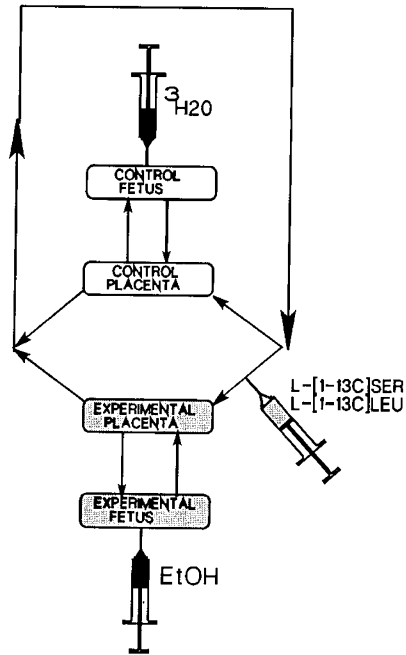 ³H20
CONTROL
FETUS
CONTROL
PLACENTA
L-[1-13C]SER
L-[1-13C]LEU
EXPERIMENTAL
PLACENTA
EXPERIMENTAL
FETUS
EtOH